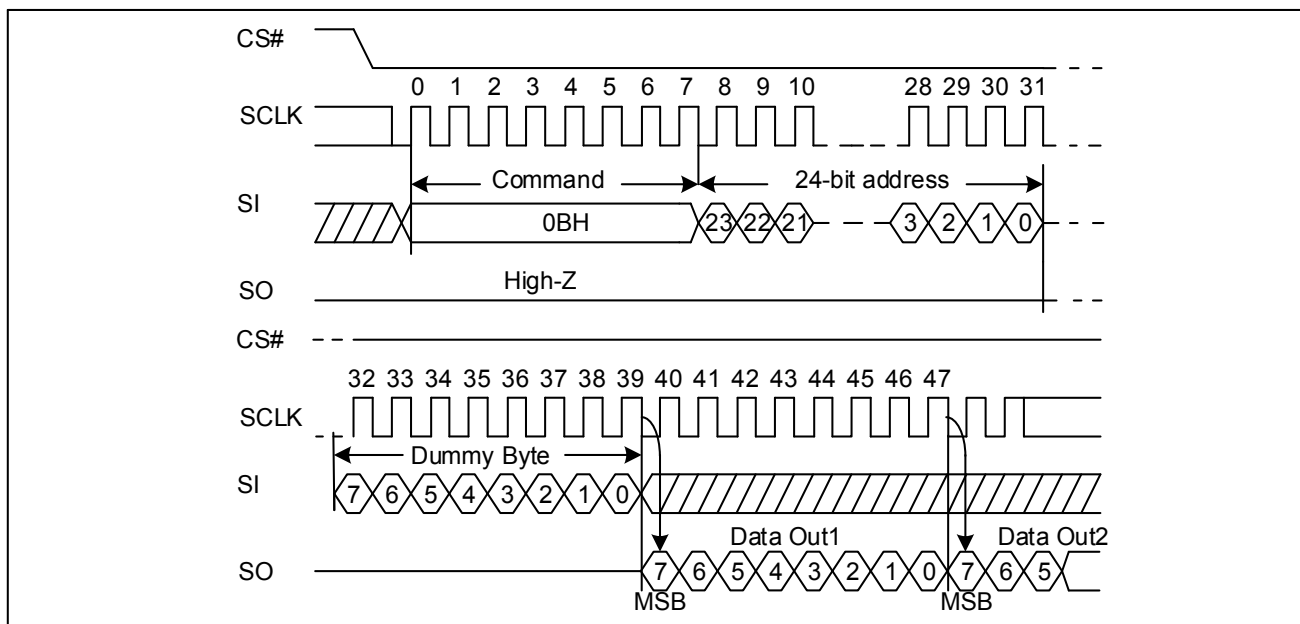 CS#
0 1 2 3 4 5 6 7 8 9 10 28 29 30 31
SCLK
Command 24-bit address
SI
0BH 23 22 21 3 2 1 0
High-Z
SO
CS#
32 33 34 35 36 37 38 39 40 41 42 43 44 45 46 47
SCLK
Dummy Byte
SI
7 6 5 4 3 2 1 0
Data Out1 Data Out2
SO
7 6 5 4 3 2 1 0 7 6 5
MSB MSB